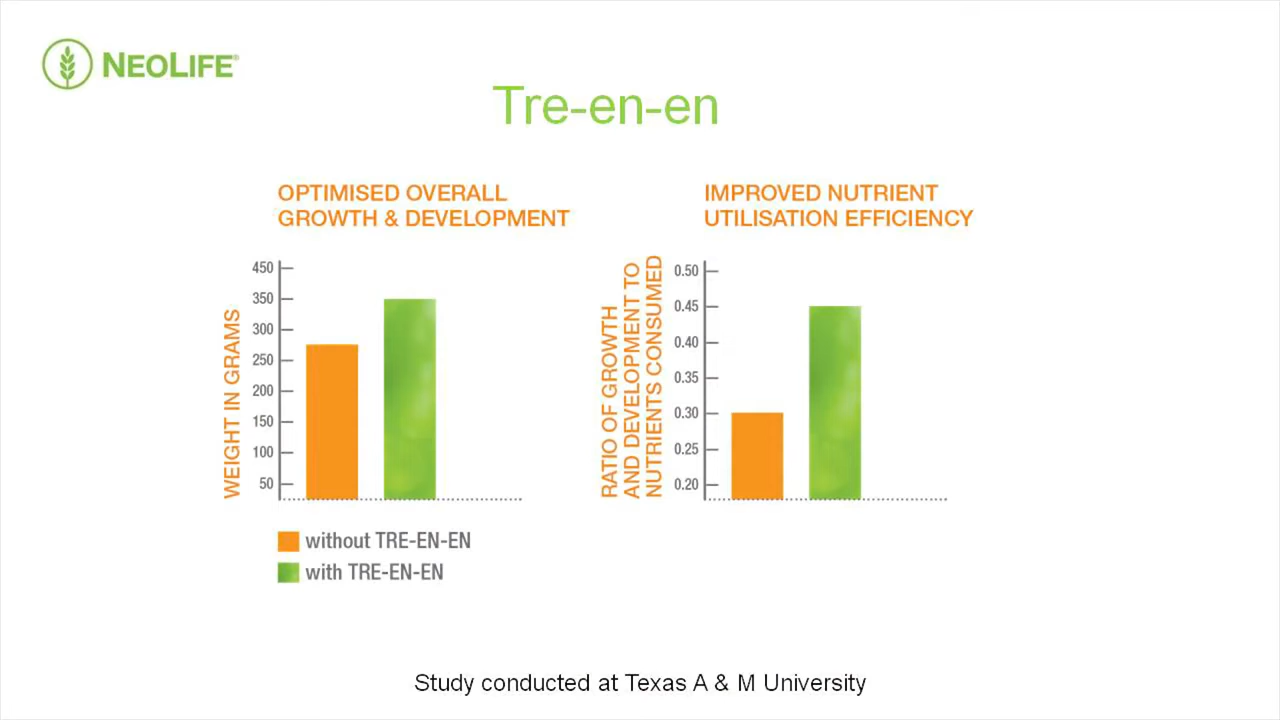 NEOLIFE®
Tre-en-en
OPTIMISED OVERALL
GROWTH & DEVELOPMENT
WEIGHT IN GRAMS
450
350
300
250
200
150
100
50
without TRE-EN-EN
with TRE-EN-EN
IMPROVED NUTRIENT
UTILISATION EFFICIENCY
RATIO OF GROWTH
AND DEVELOPMENT TO
NUTRIENTS CONSUMED
0.50
0.45
0.40
0.35
0.30
0.25
0.20
Study conducted at Texas A & M University